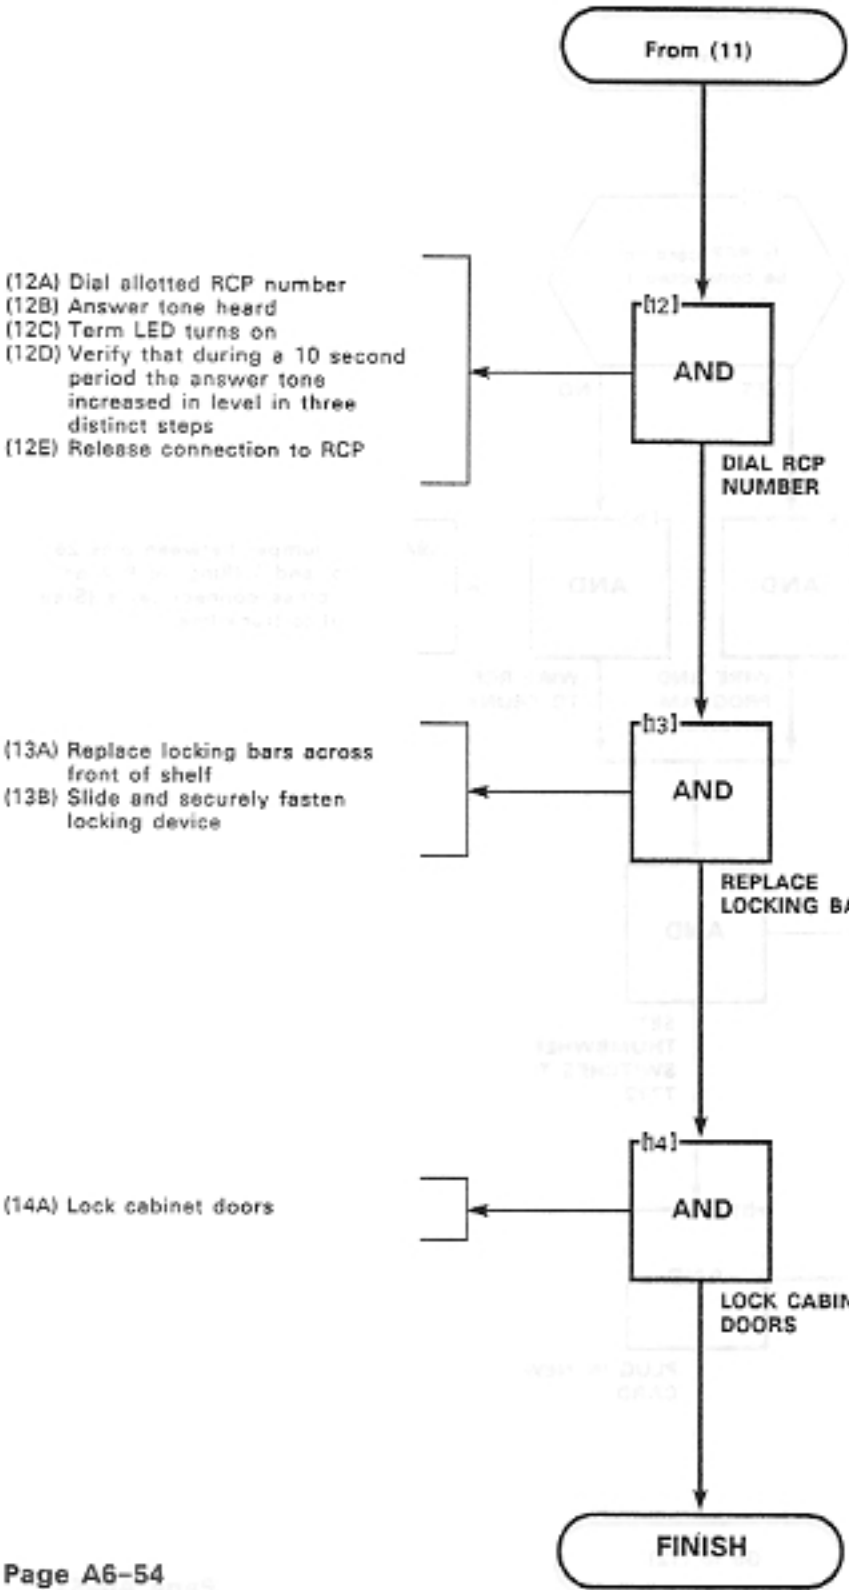 From (11)
(12A) Dial allotted RCP number
(12B) Answer tone heard
(12C) Term LED turns on
(12D) Verify that during a 10 second
period the answer tone
increased in level in three
distinct steps
(12E) Release connection to RCP
[12]
AND
DIAL RCP
NUMBER
(13A) Replace locking bars across
front of shelf
(13B) Slide and securely fasten
locking device
[13]
AND
REPLACE
LOCKING BA
(14A) Lock cabinet doors
[14]
AND
LOCK CABIN
DOORS
FINISH
Page A6-54